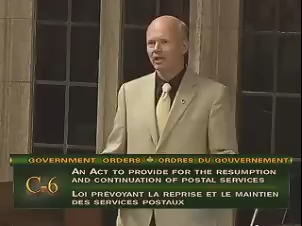 GOVERNMENT ORDERS ORDRES DU GOUVERNEMENT
C-6
AN ACT TO PROVIDE FOR THE RESUMPTION
AND CONTINUATION OF POSTAL SERVICES
LOI PRÉVOYANT LA REPRISE ET LE MAINTIEN
DES SERVICES POSTAUX